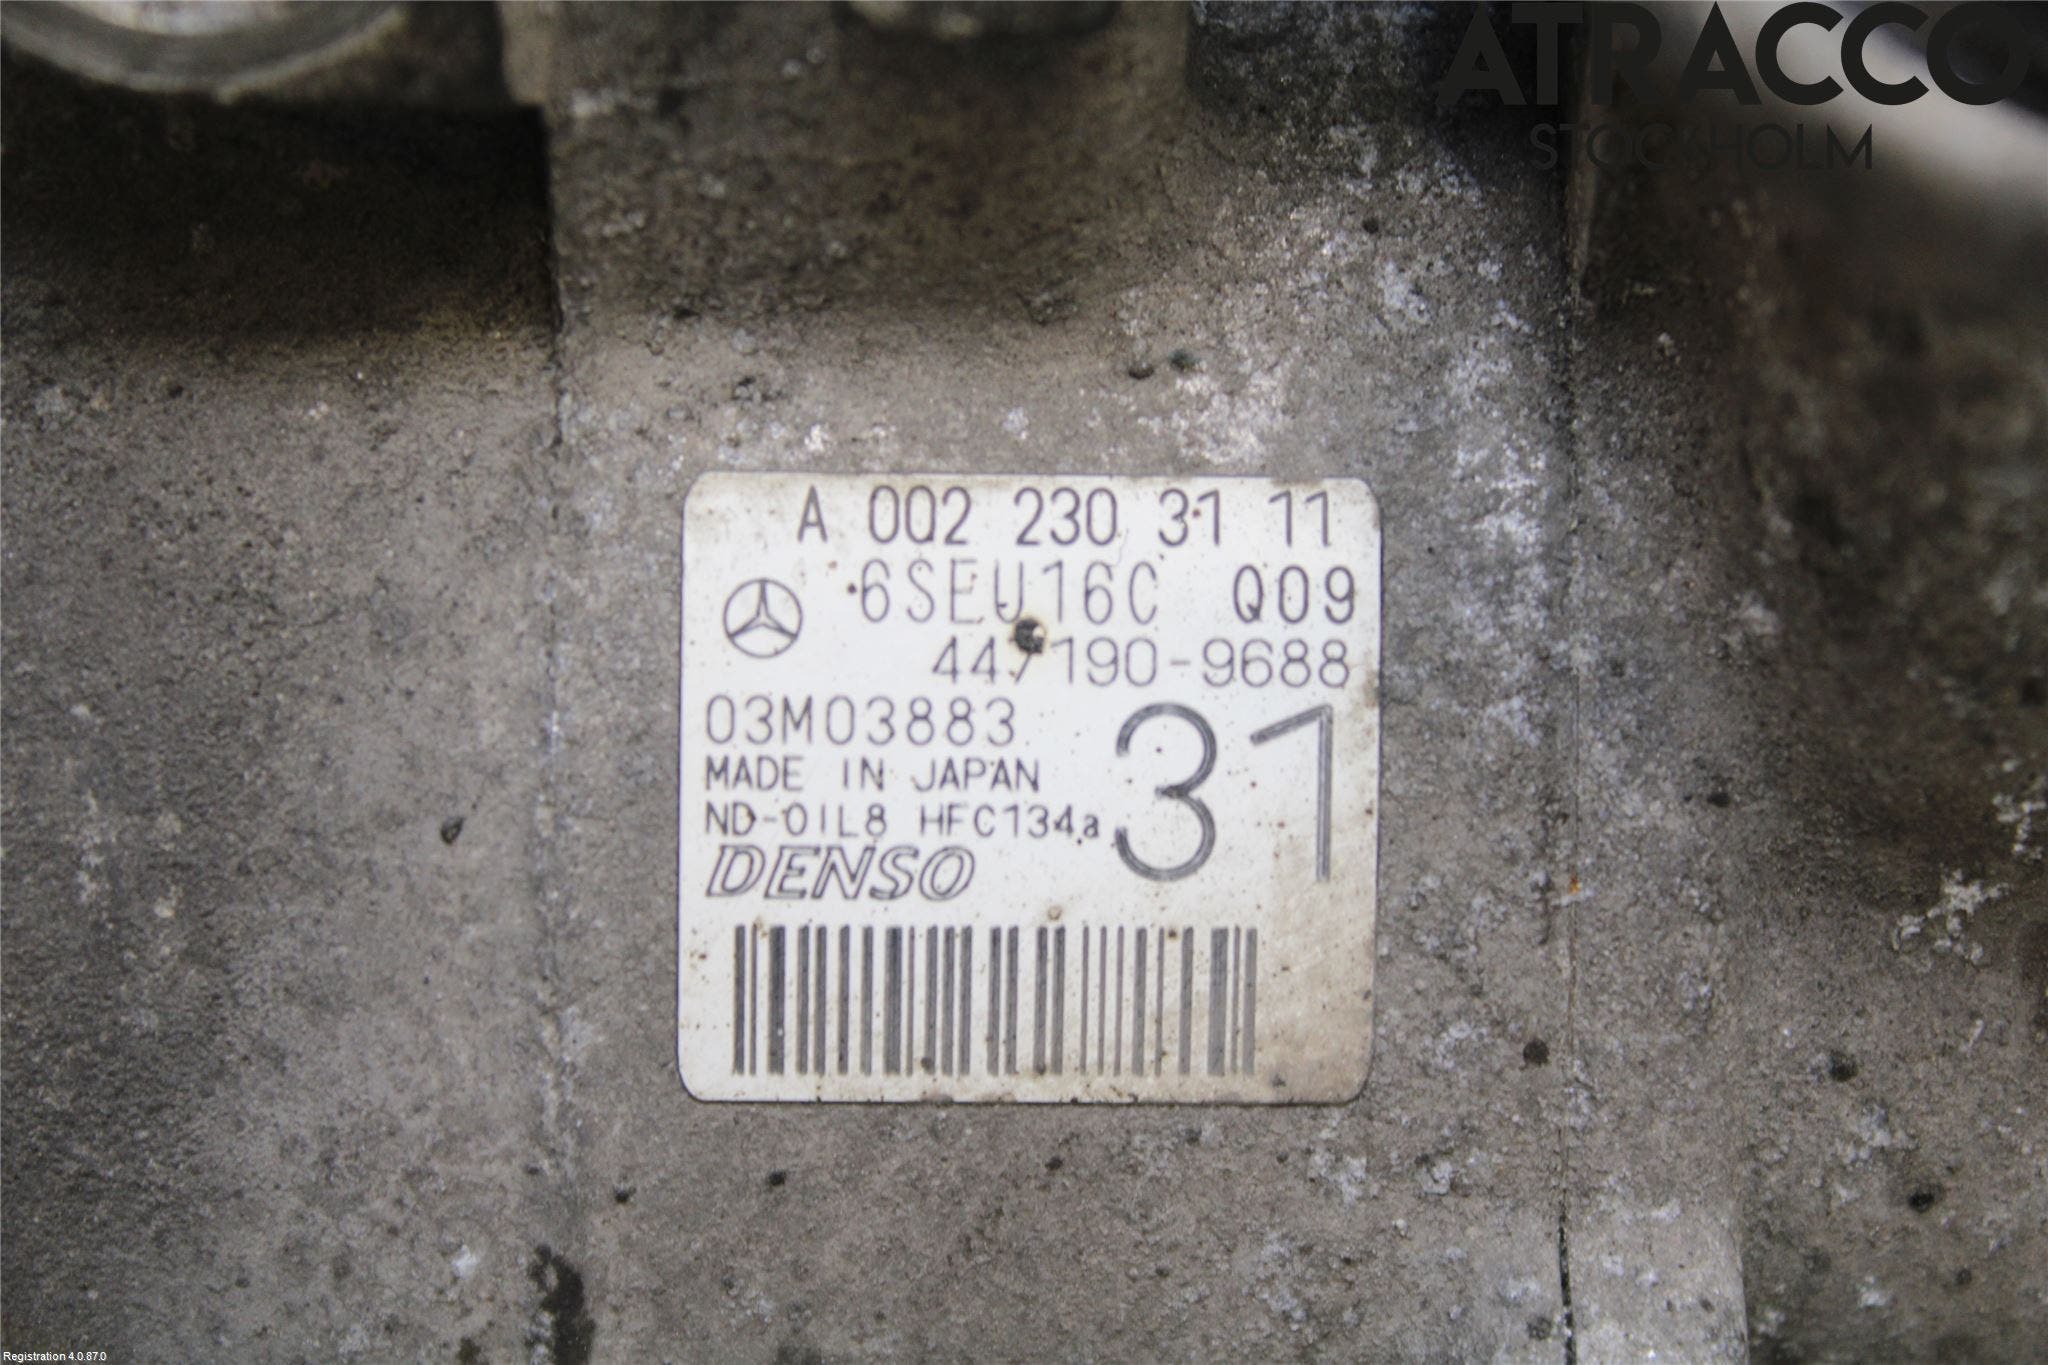 ATRACCO
STOCKHOLM
A 002 230 31 11
6SEU16C Q09
447190-9688
03M03883
31
MADE IN JAPAN
ND-OIL8 HFC134a
DENSO
Registration 4.0.87.0